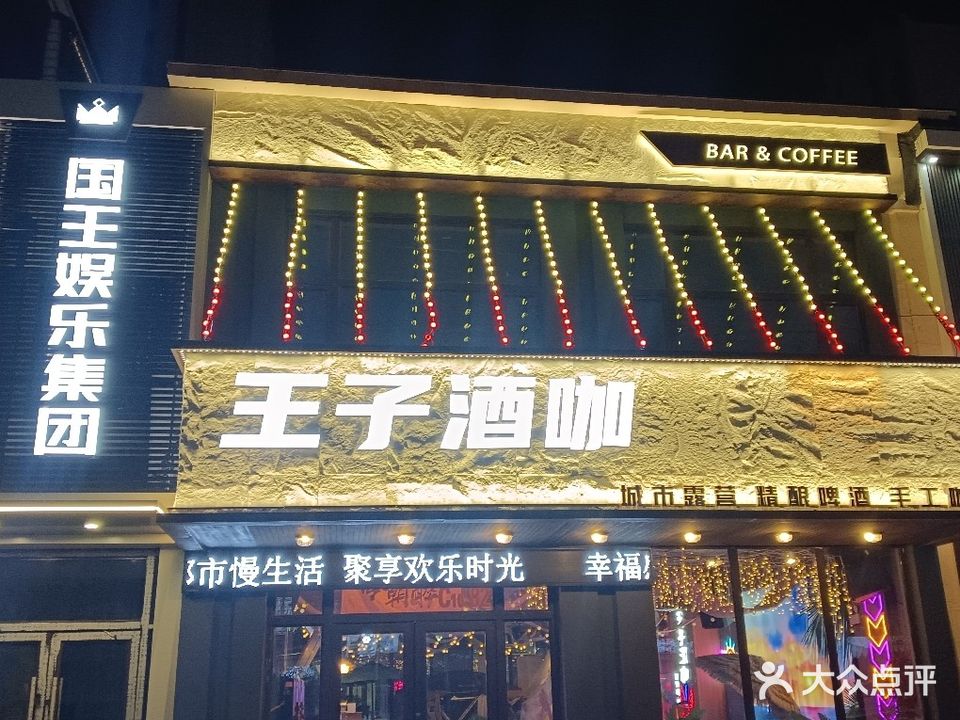 国王娱乐集团
BAR & COFFEE
王子酒咖
城市露营 精酿啤酒 手工咖
都市慢生活 聚享欢乐时光 幸福
大众点评